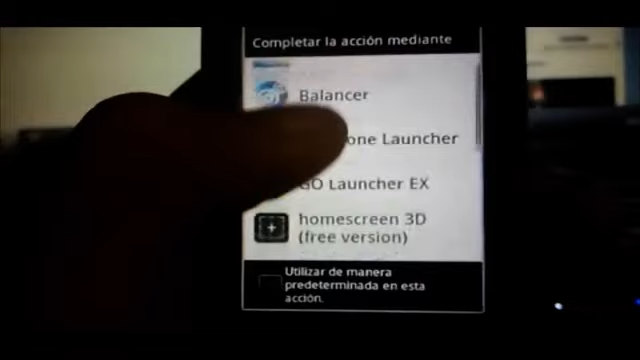 Completar la acción mediante
Balancer
Launcher
GO Launcher EX
homescreen 3D
(free version)
Utilizar de manera
predeterminada en esta
acción.